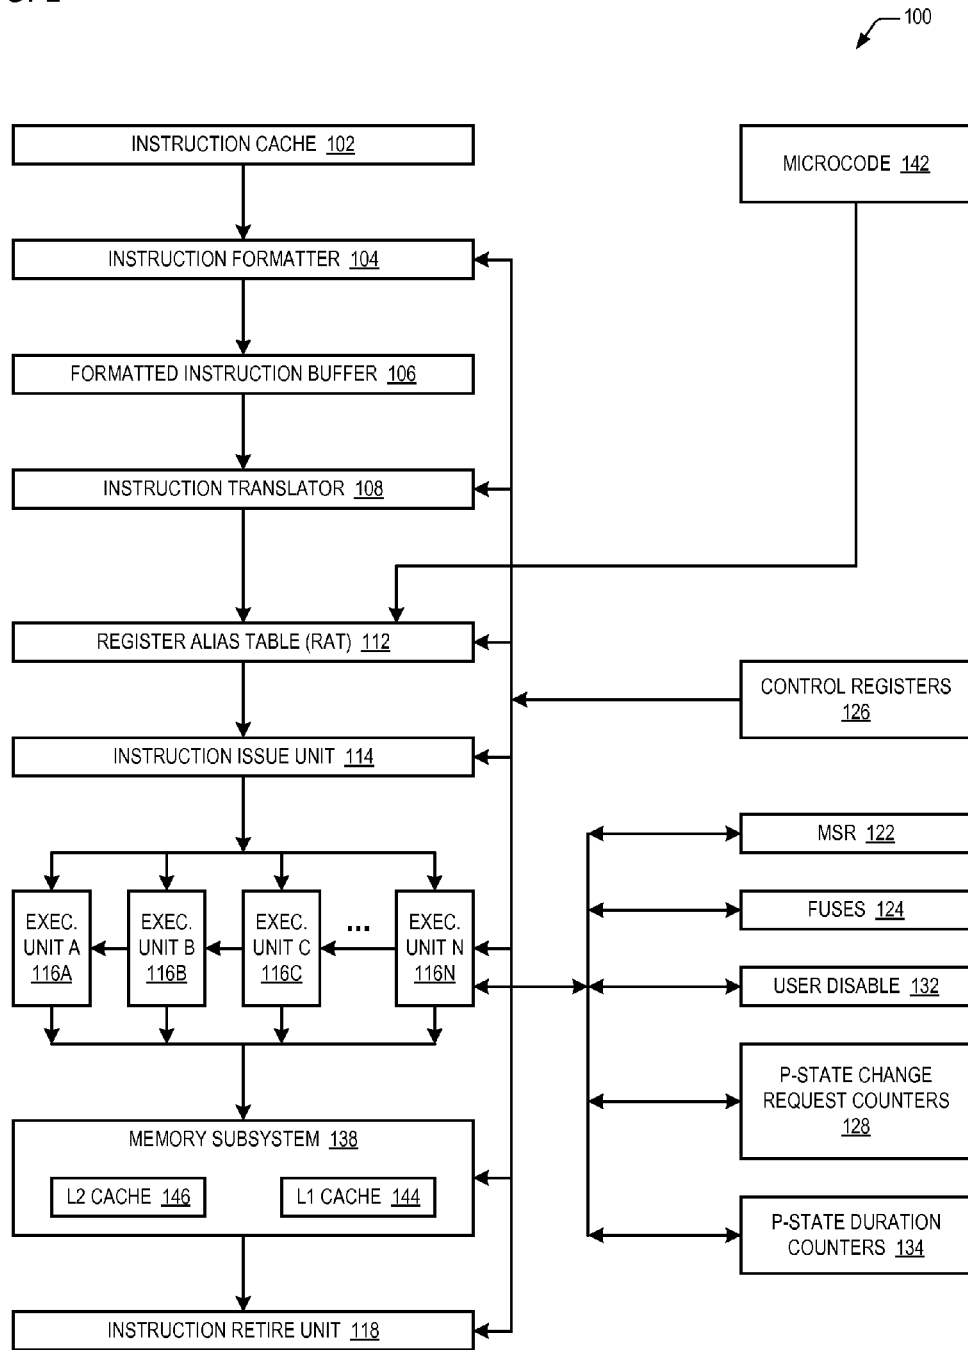 100
INSTRUCTION CACHE 102
MICROCODE 142
INSTRUCTION FORMATTER 104
FORMATTED INSTRUCTION BUFFER 106
INSTRUCTION TRANSLATOR 108
REGISTER ALIAS TABLE (RAT) 112
CONTROL REGISTERS
126
INSTRUCTION ISSUE UNIT 114
MSR 122
FUSES 124
EXEC.
UNIT A
116A
EXEC.
UNIT B
116B
EXEC.
UNIT C
116C
...
EXEC.
UNIT N
116N
USER DISABLE 132
P-STATE CHANGE
REQUEST COUNTERS
128
MEMORY SUBSYSTEM 138
L2 CACHE 146
L1 CACHE 144
P-STATE DURATION
COUNTERS 134
INSTRUCTION RETIRE UNIT 118